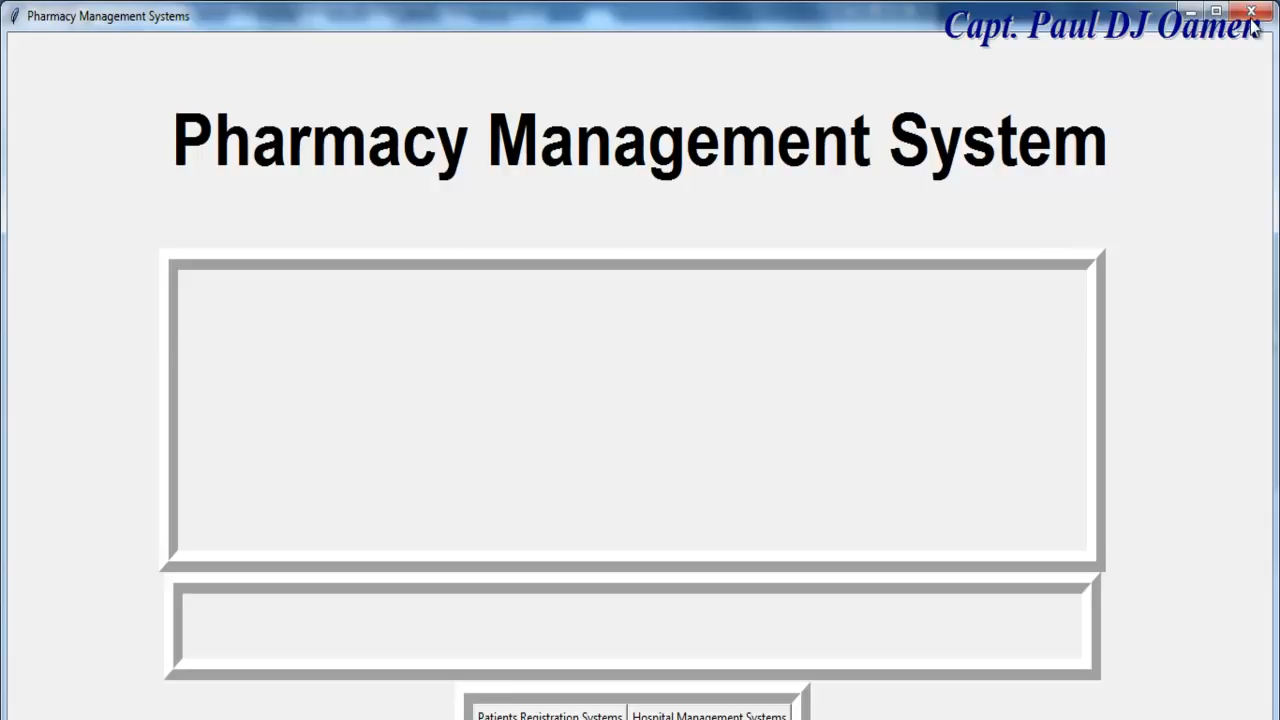 Pharmacy Management Systems
Capt. Paul DJ Oamen
Pharmacy Management System
Patients Registration Systems
Hospital Management Systems